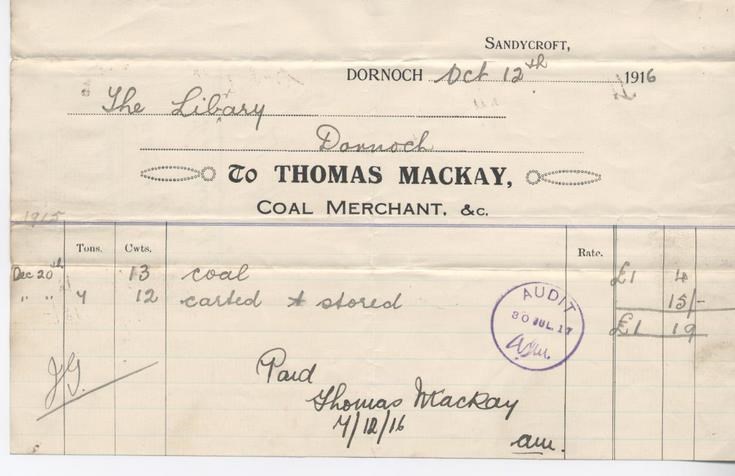 SANDYCROFT,
DORNOCH Oct 12th 1916
The Library
Dornoch
To THOMAS MACKAY,
COAL MERCHANT, &c.
1915
Tons. Cwts. Rate.
Dec 20th 13 coal £1 4
" " 4 12 carted & stored 15/-
£1 19
AUDIT
30 JUL 17
JG.
Paid
Thomas MacKay
7/12/16
am.